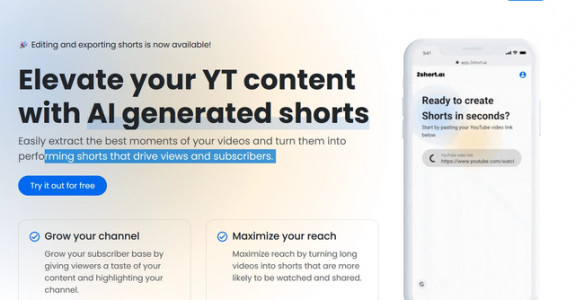 Editing and exporting shorts is now available!
Elevate your YT content
with AI generated shorts
Easily extract the best moments of your videos and turn them into
performing shorts that drive views and subscribers.
Try it out for free
Grow your channel
Grow your subscriber base by
giving viewers a taste of your
content and highlighting your
channel.
Maximize your reach
Maximize reach by turning long
videos into shorts that are more
likely to be watched and shared.
9:41
app.2short.ai
2short.ai
Ready to create
Shorts in seconds?
Start by pasting your YouTube video link
below
YouTube video link
https://www.youtube.com/watc